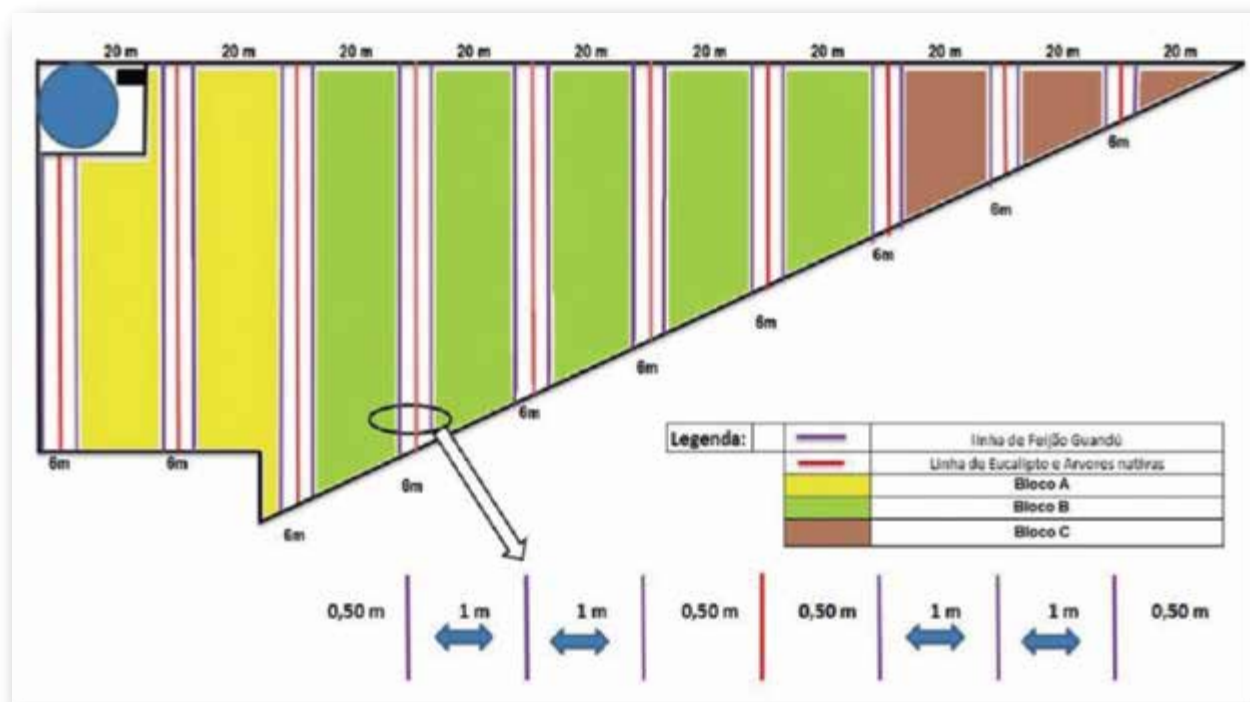 20 m 20 m 20 m 20 m 20 m 20 m 20 m 20 m 20 m 20 m
6m
6m
6m
6m
6m
6m
6m
6m
6m
6m
Legenda:
linha de Feijão Guandú
Linha de Eucalipto e Arvores nativas
Bloco A
Bloco B
Bloco C
0,50 m 1 m 1 m 0,50 m 0,50 m 1 m 1 m 0,50 m